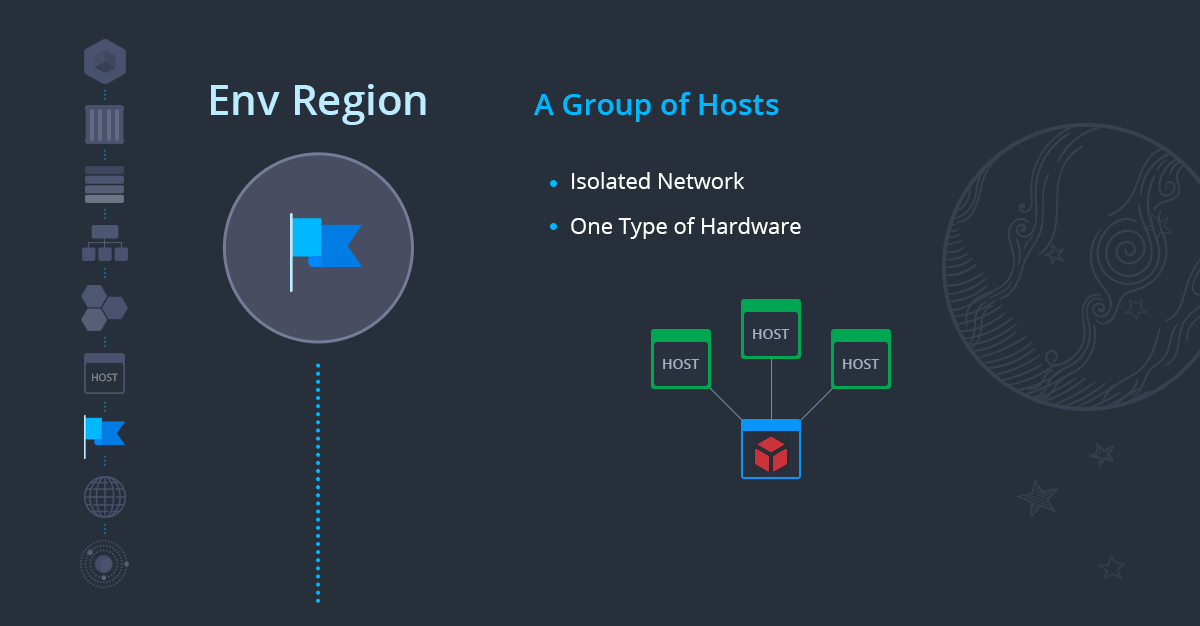 Env Region
A Group of Hosts
Isolated Network
One Type of Hardware
HOST
HOST
HOST
HOST